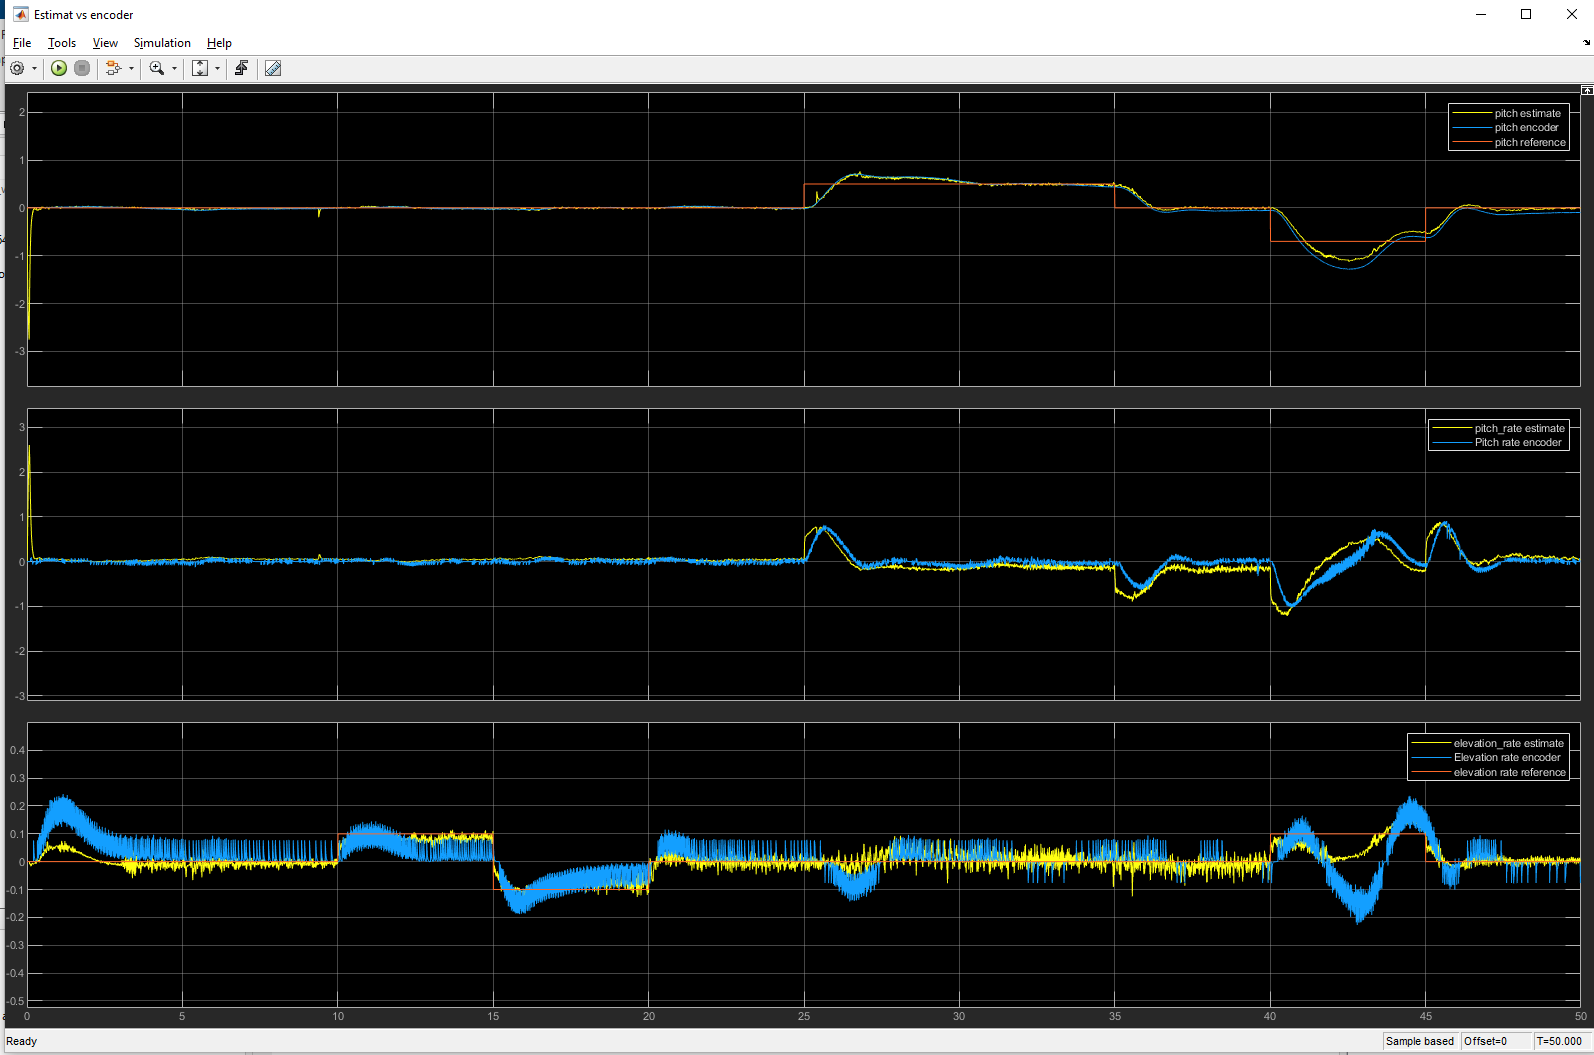 Estimat vs encoder
File Tools View Simulation Help
pitch estimate
pitch encoder
pitch reference
2
1
0
-1
-2
-3
pitch_rate estimate
Pitch rate encoder
3
2
1
0
-1
-2
-3
elevation_rate estimate
Elevation rate encoder
elevation rate reference
0.4
0.3
0.2
0.1
0
-0.1
-0.2
-0.3
-0.4
-0.5
0 5 10 15 20 25 30 35 40 45 50
Ready Sample based Offset=0 T=50.000